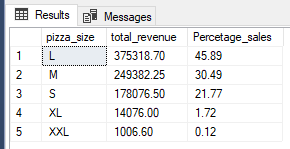 Results Messages
pizza_size total_revenue Percetage_sales
1 L 375318.70 45.89
2 M 249382.25 30.49
3 S 178076.50 21.77
4 XL 14076.00 1.72
5 XXL 1006.60 0.12